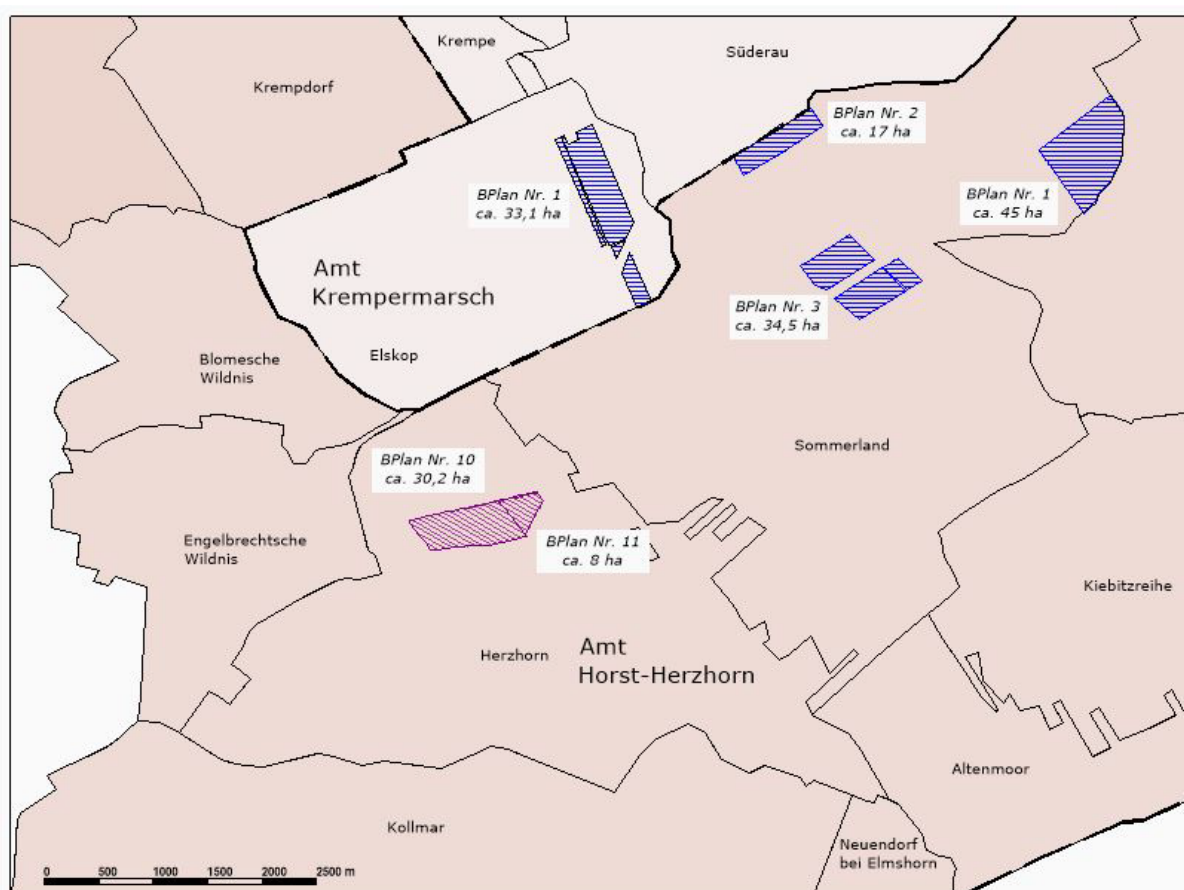 Krempe
Süderau
Krempdorf
BPlan Nr. 2
ca. 17 ha
BPlan Nr. 1
ca. 33,1 ha
BPlan Nr. 1
ca. 45 ha
Amt
Krempermarsch
BPlan Nr. 3
ca. 34,5 ha
Elskop
Blomesche
Wildnis
Sommerland
BPlan Nr. 10
ca. 30,2 ha
Engelbrechtsche
Wildnis
BPlan Nr. 11
ca. 8 ha
Kiebitzreihe
Herzhorn
Amt
Horst-Herzhorn
Altenmoor
Kollmar
Neuendorf
bei Elmshorn
0 500 1000 1500 2000 2500 m